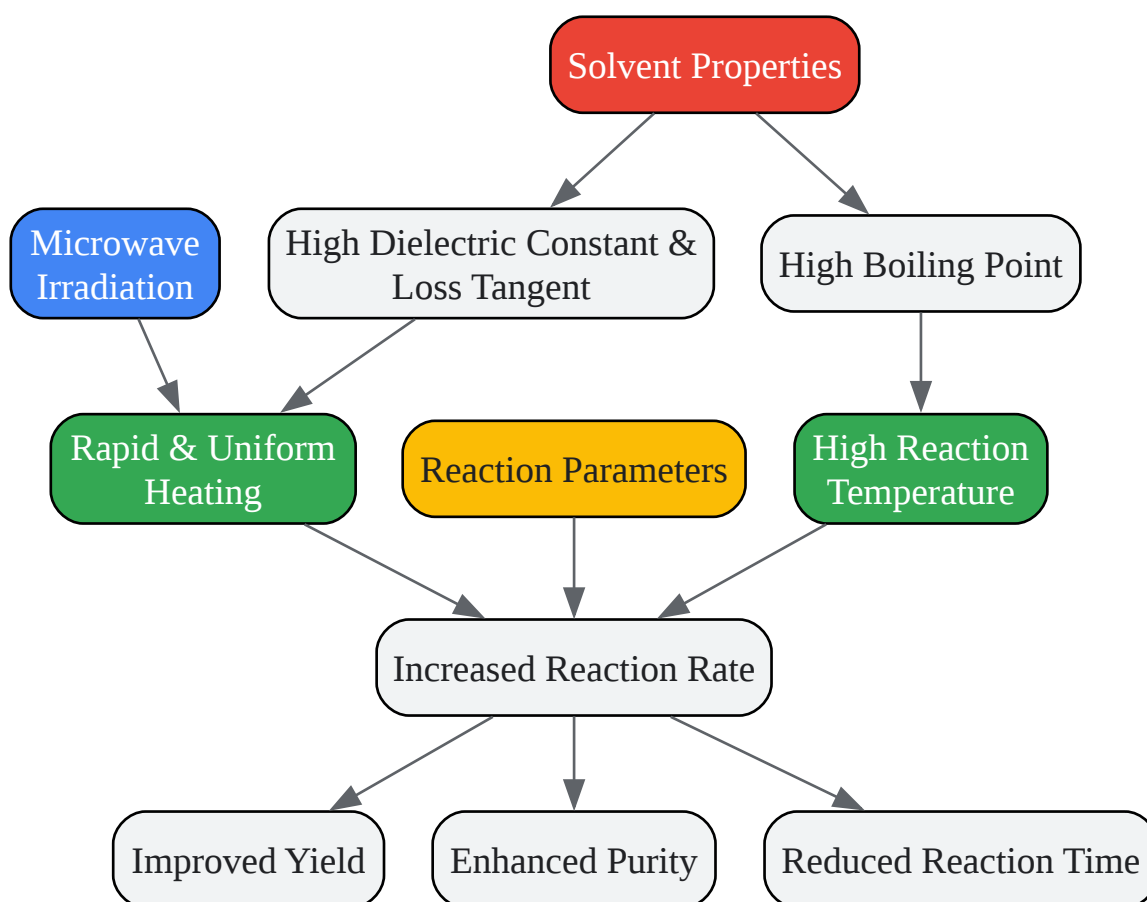 Solvent Properties
Microwave
Irradiation
High Dielectric Constant &
Loss Tangent
High Boiling Point
Rapid & Uniform
Heating
Reaction Parameters
High Reaction
Temperature
Increased Reaction Rate
Improved Yield
Enhanced Purity
Reduced Reaction Time